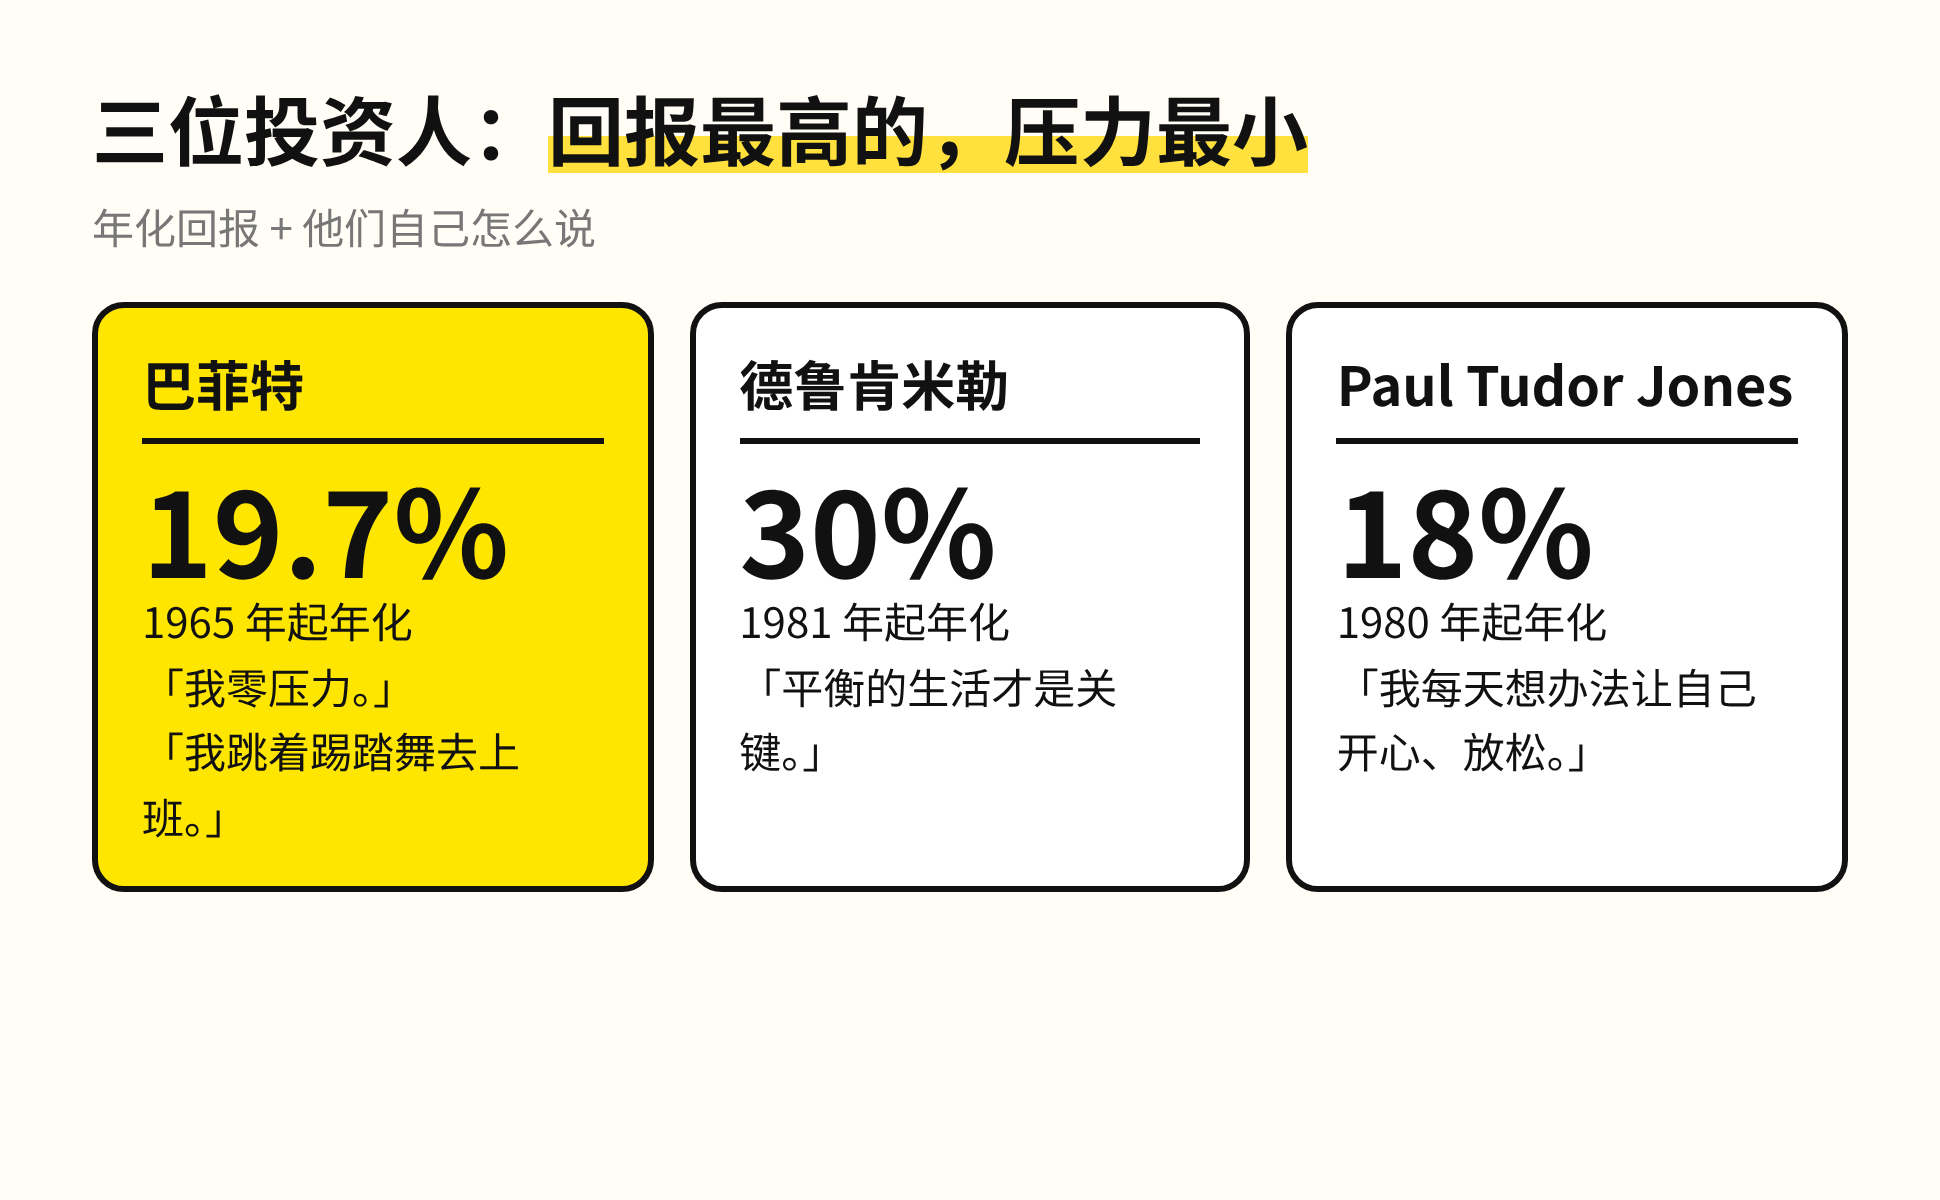 三位投资人：回报最高的，压力最小
年化回报 + 他们自己怎么说
巴菲特
19.7%
1965 年起年化
「我零压力。」
「我跳着踢踏舞去上
班。」
德鲁肯米勒
30%
1981 年起年化
「平衡的生活才是关
键。」
Paul Tudor Jones
18%
1980 年起年化
「我每天想办法让自己
开心、放松。」